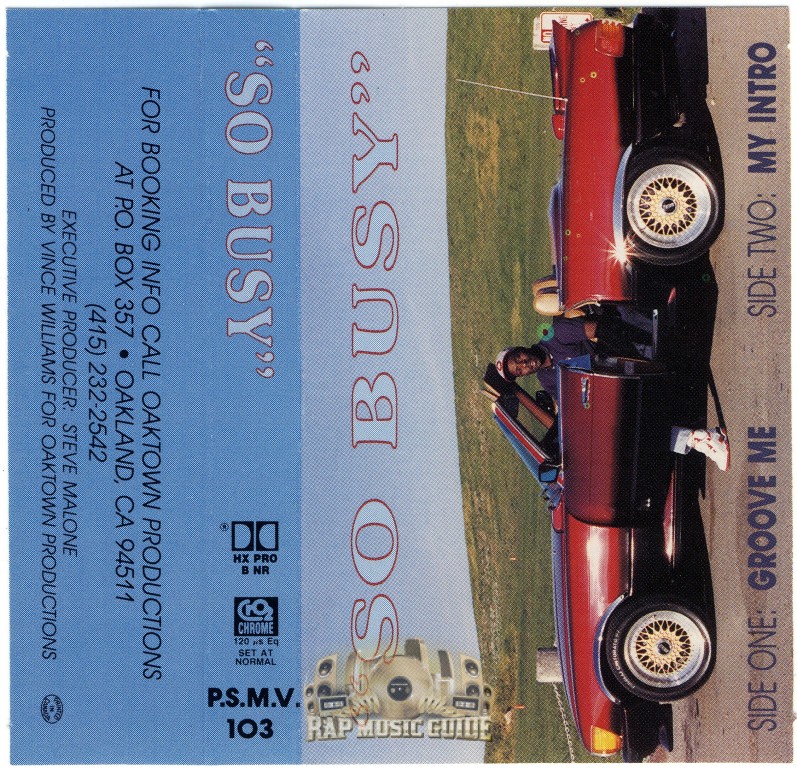 "SO BUSY"
SIDE ONE: GROOVE ME
SIDE TWO: MY INTRO
"SO BUSY"
HX PRO
B NR
CrO2
CHROME
120 µs Eq
SET AT
NORMAL
P.S.M.V.
103
FOR BOOKING INFO CALL OAKTOWN PRODUCTIONS
AT P.O. BOX 357 • OAKLAND, CA 94511
(415) 232-2542
EXECUTIVE PRODUCER: STEVE MALONE
PRODUCED BY VINCE WILLIAMS FOR OAKTOWN PRODUCTIONS
RAP MUSIC GUIDE